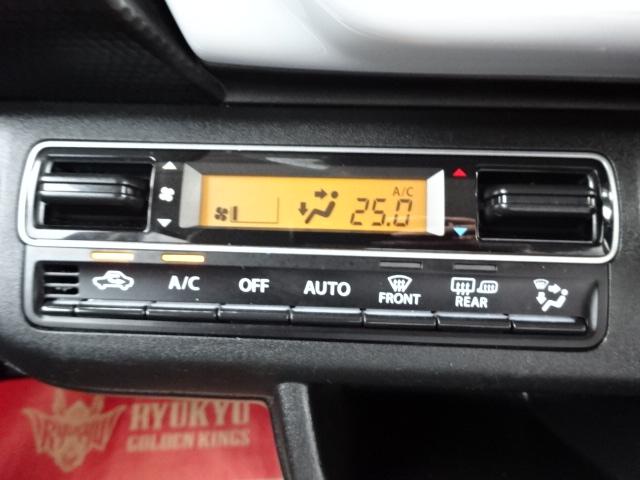 A/C
25.0
A/C OFF AUTO FRONT REAR
RYUKYU
GOLDEN KINGS